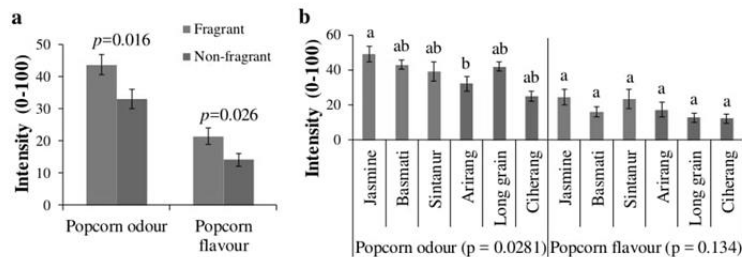 a
Fragrant
Non-fragrant
p=0.016
p=0.026
Intensity (0-100)
50
40
30
20
10
0
Popcorn odour
Popcorn
flavour
b
Intensity (0-100)
60
40
20
0
a
ab
ab
b
ab
ab
a
a
a
a
a
a
Jasmine
Basmati
Sintanur
Arirang
Long grain
Ciherang
Jasmine
Basmati
Sintanur
Arirang
Long grain
Ciherang
Popcorn odour (p = 0.0281)
Popcorn flavour (p = 0.134)